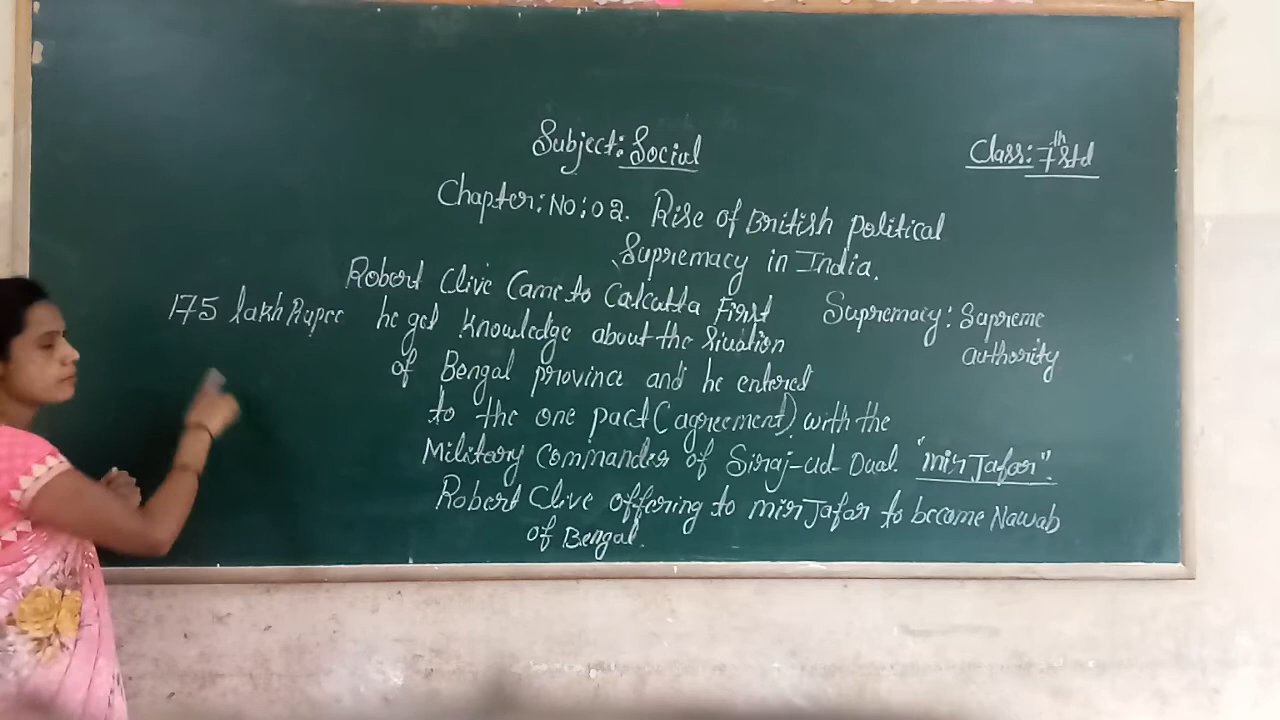 Subject: Social
Class: 7th Std
Chapter: No: 02. Rise of British Political
Supremacy in India.
Robert Clive Came to Calcutta First
175 lakh Rupee he get Knowledge about the Siuation
of Bengal province and he entered
to the one pact (agreement) with the
Military Commander of Siraj-ud-Daul "mir Jafar".
Robert Clive offering to mir Jafar to become Nawab
of Bengal.
Supremacy: Supreme
authority